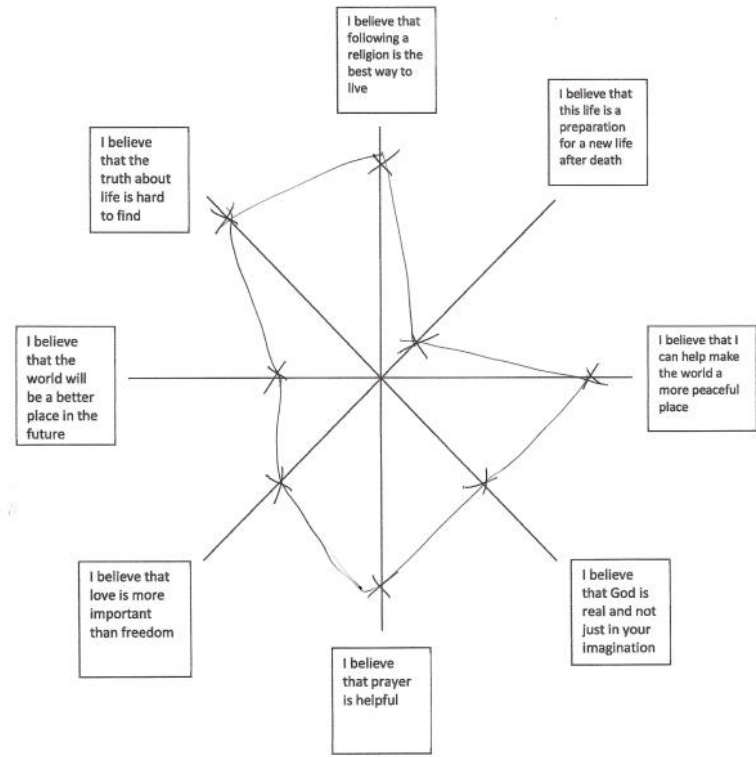 I believe that
following a
religion is the
best way to
live
I believe that
this life is a
preparation
for a new life
after death
I believe that I
can help make
the world a
more peaceful
place
I believe
that God is
real and not
just in your
imagination
I believe
that prayer
is helpful
I believe that
love is more
important
than freedom
I believe
that the
world will
be a better
place in the
future
I believe
that the
truth about
life is hard
to find